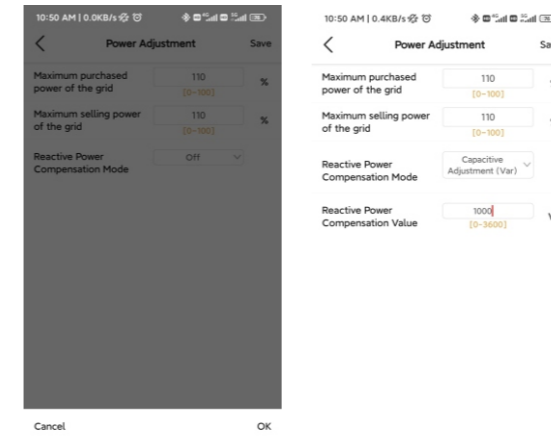 10:50 AM | 0.0KB/s
Power Adjustment
Save
Maximum purchased
power of the grid
110
%
[0~100]
Maximum selling power
of the grid
110
%
[0~100]
Reactive Power
Compensation Mode
Off
Cancel
OK
10:50 AM | 0.4KB/s
Power Adjustment
Sa
Maximum purchased
power of the grid
110
[0~100]
Maximum selling power
of the grid
110
[0~100]
Reactive Power
Compensation Mode
Capacitive
Adjustment (Var)
Reactive Power
Compensation Value
1000
[0~3600]